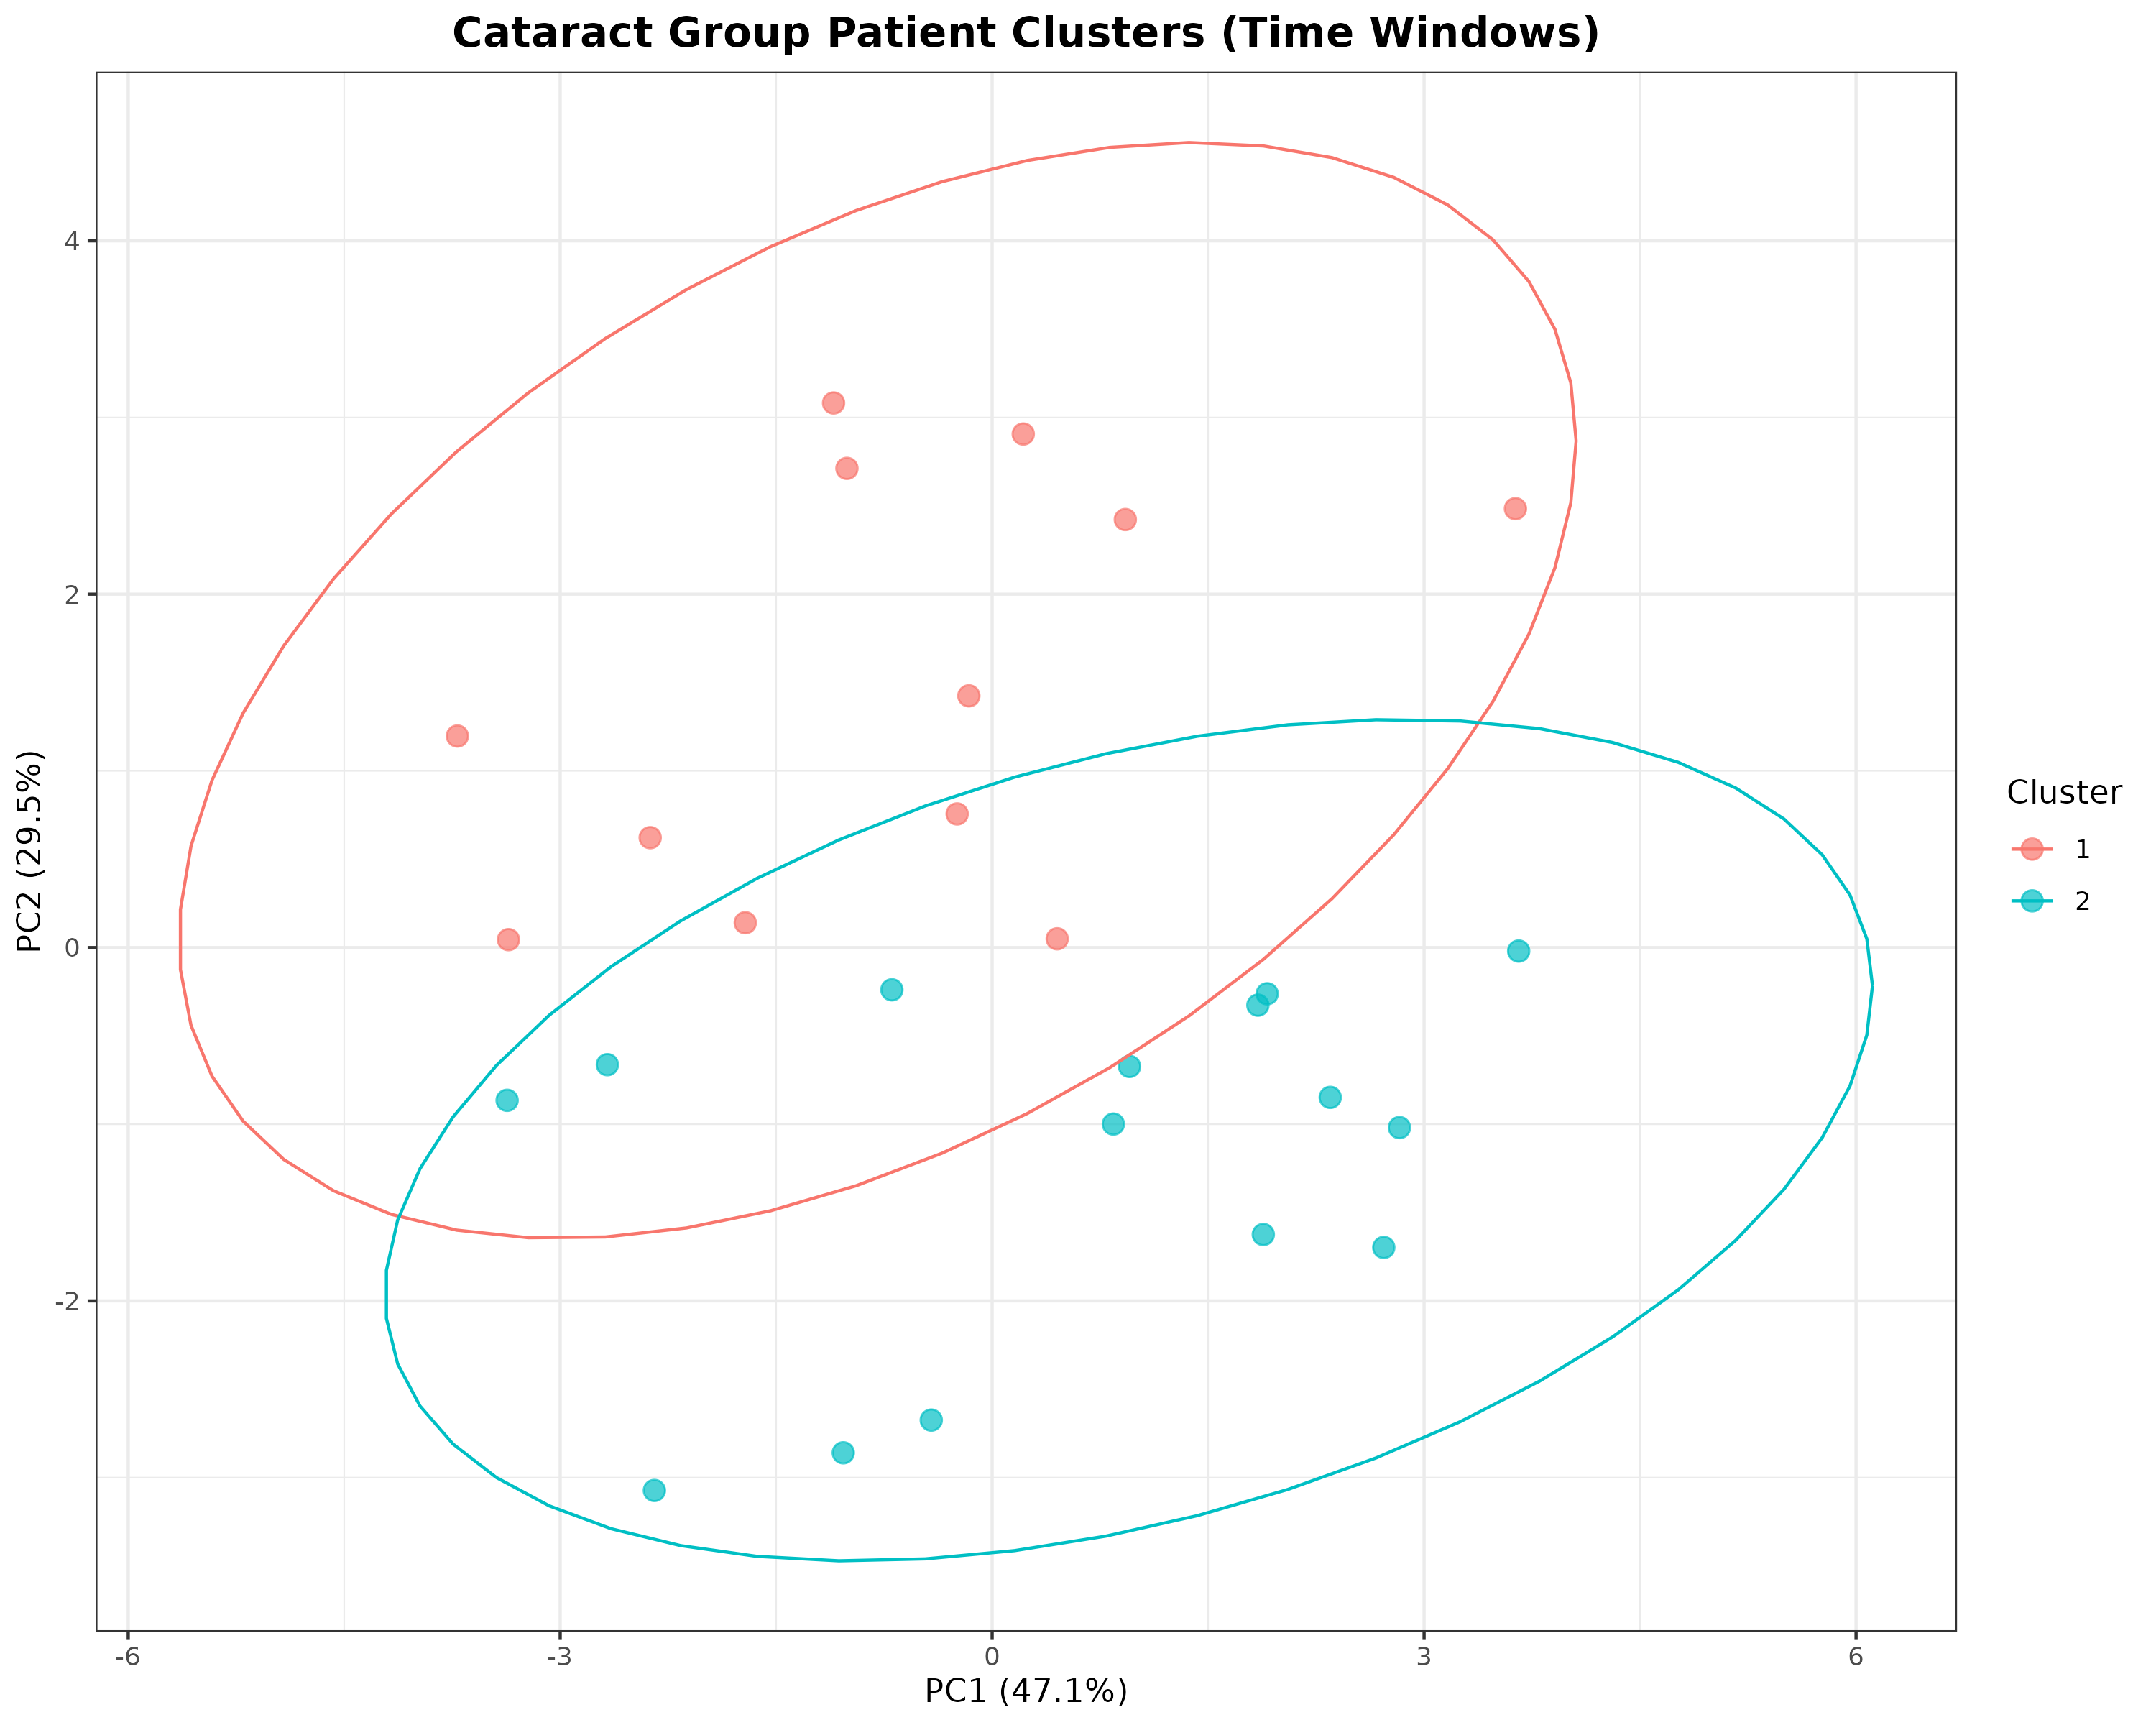 Cataract Group Patient Clusters (Time Windows)
PC2 (29.5%)
4
2
0
-2
-6
-3
0
3
6
PC1 (47.1%)
Cluster
1
2